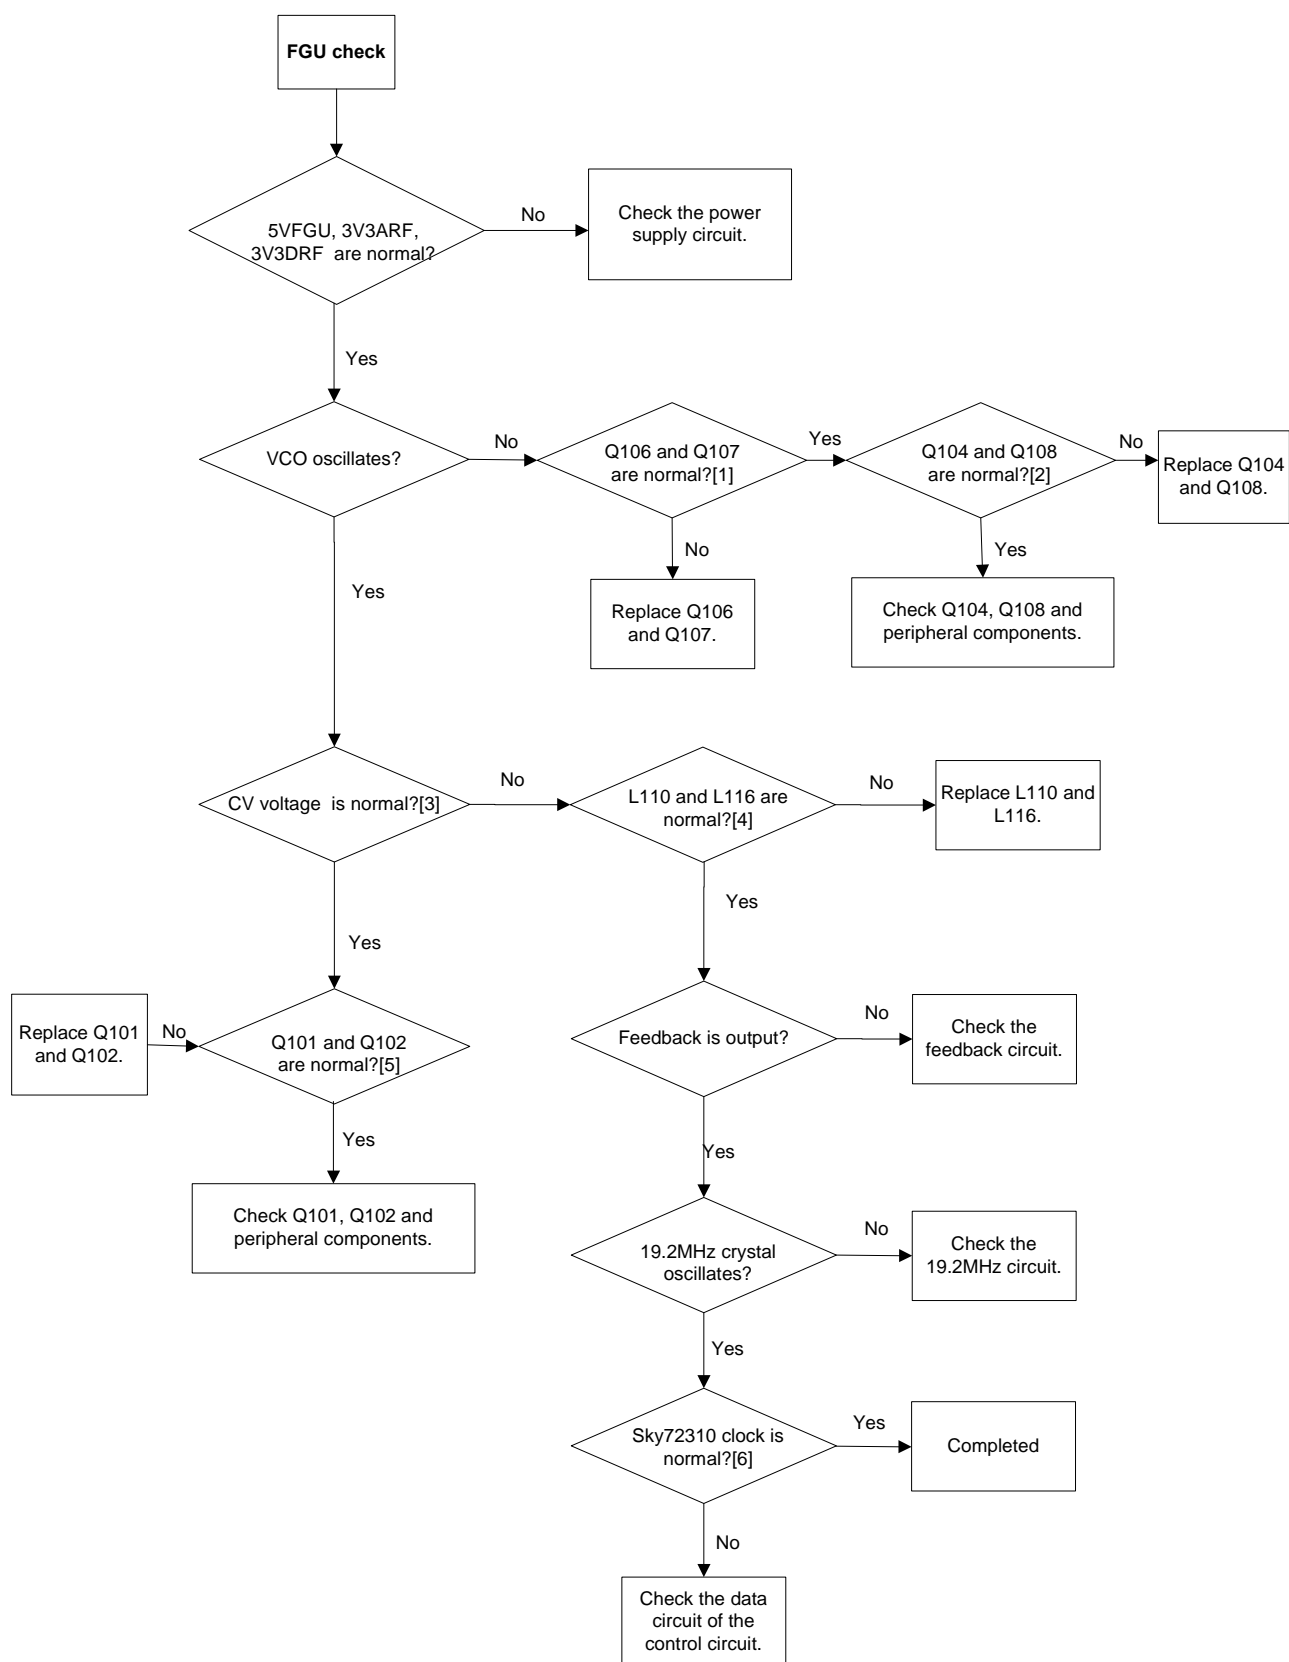 FGU check
5VFGU, 3V3ARF,
3V3DRF are normal?
No
Check the power
supply circuit.
Yes
VCO oscillates?
No
Q106 and Q107
are normal?[1]
Yes
Q104 and Q108
are normal?[2]
No
Replace Q104
and Q108.
No
Yes
Yes
Replace Q106
and Q107.
Check Q104, Q108 and
peripheral components.
CV voltage is normal?[3]
No
L110 and L116 are
normal?[4]
No
Replace L110 and
L116.
Yes
Yes
Replace Q101
and Q102.
No
Q101 and Q102
are normal?[5]
Feedback is output?
No
Check the
feedback circuit.
Yes
Yes
Check Q101, Q102 and
peripheral components.
19.2MHz crystal
oscillates?
No
Check the
19.2MHz circuit.
Yes
Sky72310 clock is
normal?[6]
Yes
Completed
No
Check the data
circuit of the
control circuit.